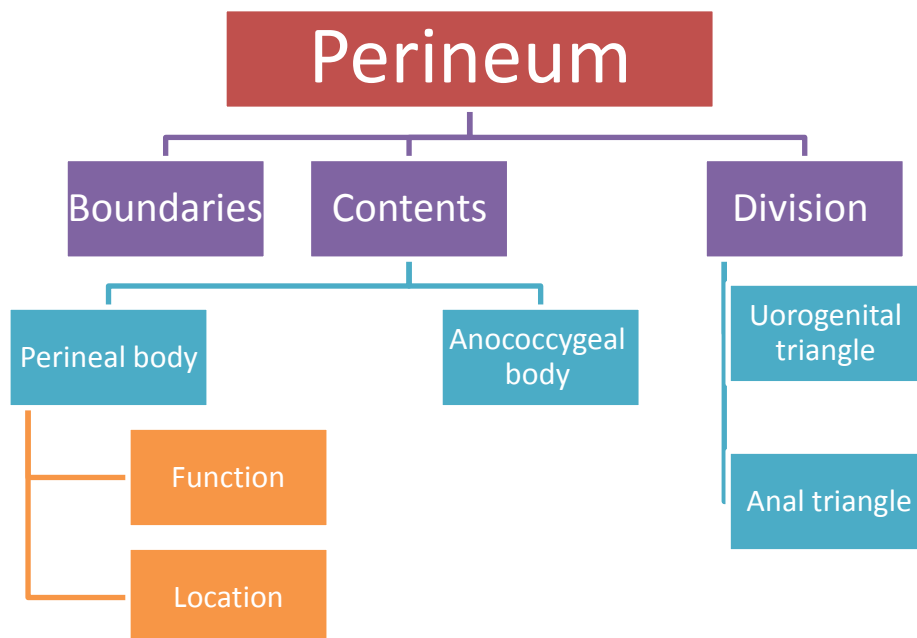 Perineum
Boundaries
Contents
Division
Perineal body
Anococcygeal
body
Uorogenital
triangle
Function
Anal triangle
Location